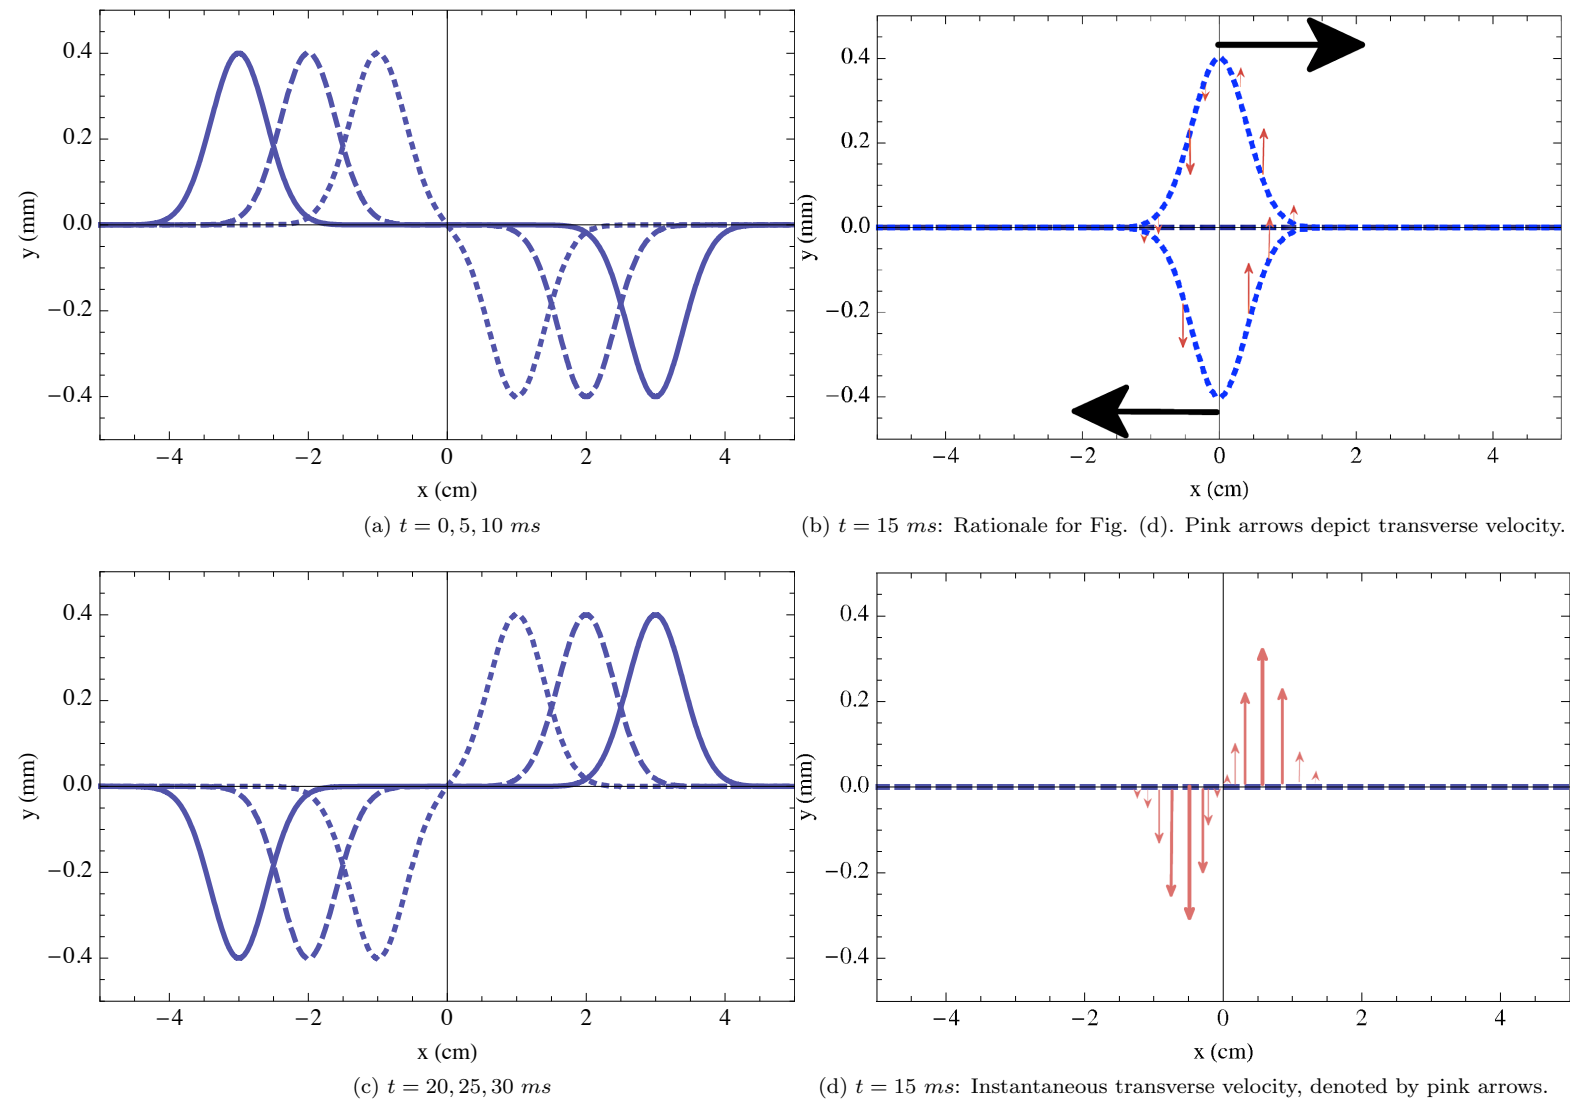 0.4
0.2
0.0
−0.2
−0.4
y (mm)
−4 −2 0 2 4
x (cm)
(a) t = 0, 5, 10 ms
0.4
0.2
0.0
−0.2
−0.4
y (mm)
−4 −2 0 2 4
x (cm)
(b) t = 15 ms: Rationale for Fig. (d). Pink arrows depict transverse velocity.
0.4
0.2
0.0
−0.2
−0.4
y (mm)
−4 −2 0 2 4
x (cm)
(c) t = 20, 25, 30 ms
0.4
0.2
0.0
−0.2
−0.4
y (mm)
−4 −2 0 2 4
x (cm)
(d) t = 15 ms: Instantaneous transverse velocity, denoted by pink arrows.